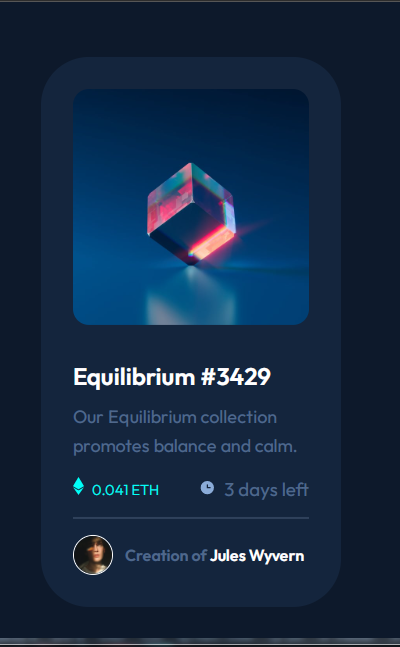 Equilibrium #3429
Our Equilibrium collection
promotes balance and calm.
0.041 ETH 3 days left
Creation of Jules Wyvern